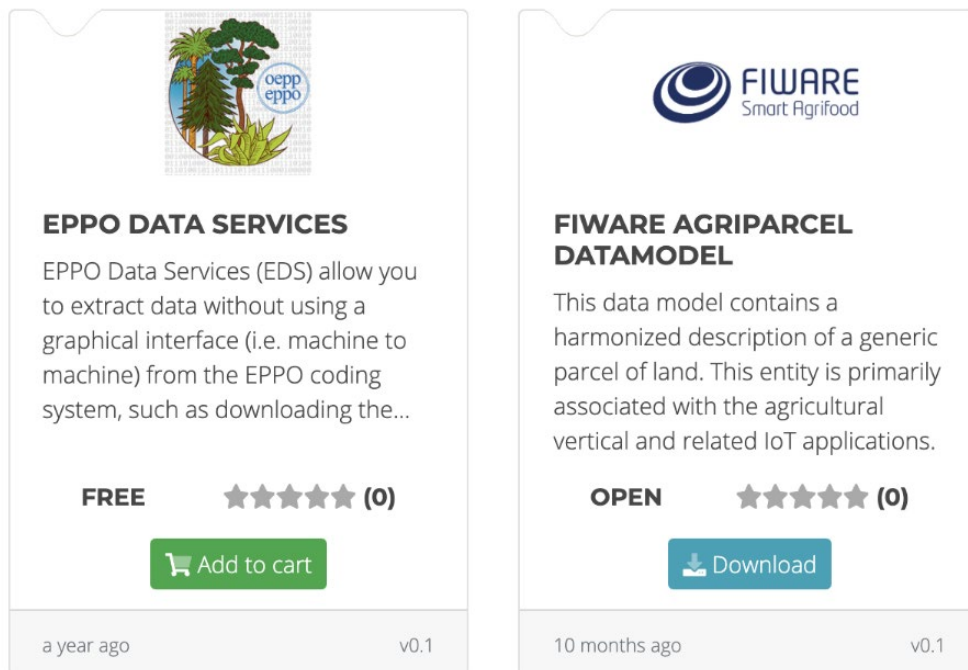 oepp
eppo
EPPO DATA SERVICES
EPPO Data Services (EDS) allow you
to extract data without using a
graphical interface (i.e. machine to
machine) from the EPPO coding
system, such as downloading the...
FREE (0)
Add to cart
a year ago v0.1
FIWARE
Smart Agrifood
FIWARE AGRIPARCEL
DATAMODEL
This data model contains a
harmonized description of a generic
parcel of land. This entity is primarily
associated with the agricultural
vertical and related IoT applications.
OPEN (0)
Download
10 months ago v0.1